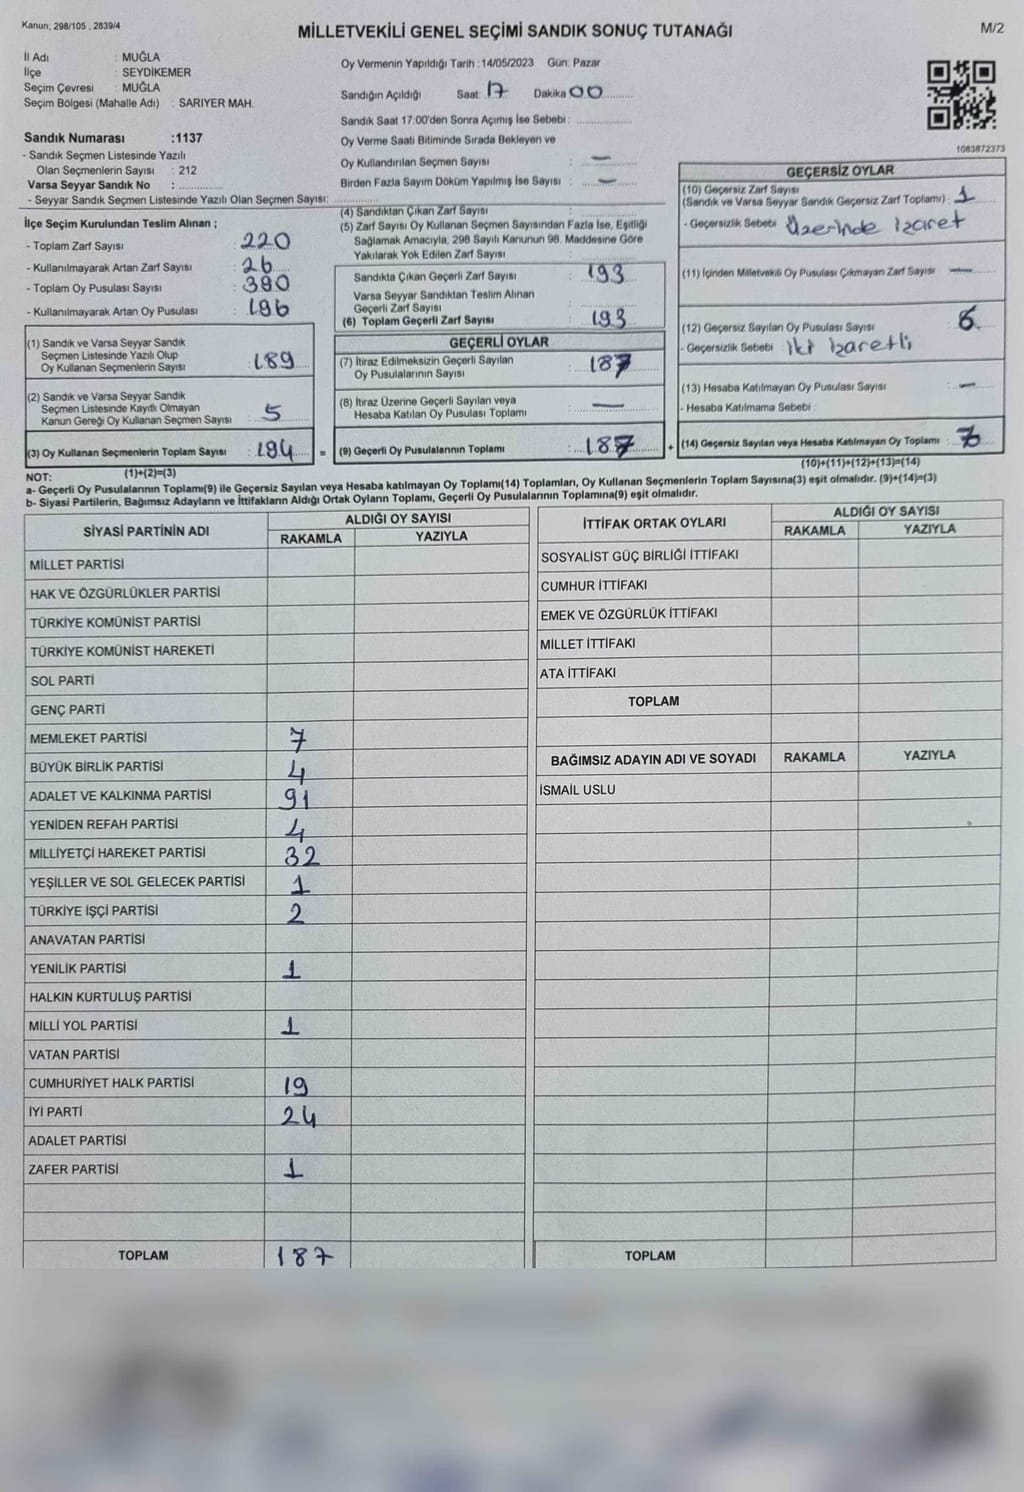 Kanun; 298/105 , 2839/4
MİLLETVEKİLİ GENEL SEÇİMİ SANDIK SONUÇ TUTANAĞI
M/2
İl Adı : MUĞLA
İlçe : SEYDİKEMER
Seçim Çevresi : MUĞLA
Seçim Bölgesi (Mahalle Adı) : SARIYER MAH.
Sandık Numarası :1137
- Sandık Seçmen Listesinde Yazılı
Olan Seçmenlerin Sayısı : 212
Varsa Seyyar Sandık No :
- Seyyar Sandık Seçmen Listesinde Yazılı Olan Seçmen Sayısı:
Oy Vermenin Yapıldığı Tarih :14/05/2023 Gün: Pazar
Sandığın Açıldığı Saat: 17 Dakika 00
Sandık Saat 17:00'den Sonra Açımış İse Sebebi :
Oy Verme Saati Bitiminde Sırada Bekleyen ve
Oy Kullandırılan Seçmen Sayısı : —
Birden Fazla Sayım Döküm Yapılmış İse Sayısı : —
1083872373
İlçe Seçim Kurulundan Teslim Alınan ;
- Toplam Zarf Sayısı : 220
- Kullanılmayarak Artan Zarf Sayısı : 26
- Toplam Oy Pusulası Sayısı : 380
- Kullanılmayarak Artan Oy Pusulası : 186
(1) Sandık ve Varsa Seyyar Sandık
Seçmen Listesinde Yazılı Olup
Oy Kullanan Seçmenlerin Sayısı : 189
(2) Sandık ve Varsa Seyyar Sandık
Seçmen Listesinde Kayıtlı Olmayan
Kanun Gereği Oy Kullanan Seçmen Sayısı : 5
(3) Oy Kullanan Seçmenlerin Toplam Sayısı : 194 =
(1)+(2)=(3)
(4) Sandıktan Çıkan Zarf Sayısı :
(5) Zarf Sayısı Oy Kullanan Seçmen Sayısından Fazla İse, Eşitliği
Sağlamak Amacıyla, 298 Sayılı Kanunun 98. Maddesine Göre
Yakılarak Yok Edilen Zarf Sayısı :
Sandıkta Çıkan Geçerli Zarf Sayısı : 193
Varsa Seyyar Sandıktan Teslim Alınan
Geçerli Zarf Sayısı :
(6) Toplam Geçerli Zarf Sayısı : 193
GEÇERLİ OYLAR
(7) İtiraz Edilmeksizin Geçerli Sayılan
Oy Pusulalarının Sayısı : 187
(8) İtiraz Üzerine Geçerli Sayılan veya
Hesaba Katılan Oy Pusulası Toplamı : —
(9) Geçerli Oy Pusulalarının Toplamı : 187 +
GEÇERSİZ OYLAR
(10) Geçersiz Zarf Sayısı
(Sandık ve Varsa Seyyar Sandık Geçersiz Zarf Toplamı) : 1
- Geçersizlik Sebebi : Üzerinde İzaret
(11) İçinden Milletvekili Oy Pusulası Çıkmayan Zarf Sayısı : —
(12) Geçersiz Sayılan Oy Pusulası Sayısı : 6
- Geçersizlik Sebebi : iki izaretli
(13) Hesaba Katılmayan Oy Pusulası Sayısı : —
- Hesaba Katılmama Sebebi :
(14) Geçersiz Sayılan veya Hesaba Katılmayan Oy Toplamı : 7
(10)+(11)+(12)+(13)=(14)
NOT:
a- Geçerli Oy Pusulalarının Toplamı(9) ile Geçersiz Sayılan veya Hesaba katılmayan Oy Toplamı(14) Toplamları, Oy Kullanan Seçmenlerin Toplam Sayısına(3) eşit olmalıdır. (9)+(14)=(3)
b- Siyasi Partilerin, Bağımsız Adayların ve İttifakların Aldığı Ortak Oyların Toplamı, Geçerli Oy Pusulalarının Toplamına(9) eşit olmalıdır.
SİYASİ PARTİNİN ADI
ALDIĞI OY SAYISI
RAKAMLA YAZIYLA
MİLLET PARTİSİ
HAK VE ÖZGÜRLÜKLER PARTİSİ
TÜRKİYE KOMÜNİST PARTİSİ
TÜRKİYE KOMÜNİST HAREKETİ
SOL PARTİ
GENÇ PARTİ
MEMLEKET PARTİSİ 7
BÜYÜK BİRLİK PARTİSİ 4
ADALET VE KALKINMA PARTİSİ 91
YENİDEN REFAH PARTİSİ 4
MİLLİYETÇİ HAREKET PARTİSİ 32
YEŞİLLER VE SOL GELECEK PARTİSİ 1
TÜRKİYE İŞÇİ PARTİSİ 2
ANAVATAN PARTİSİ
YENİLİK PARTİSİ 1
HALKIN KURTULUŞ PARTİSİ
MİLLİ YOL PARTİSİ 1
VATAN PARTİSİ
CUMHURİYET HALK PARTİSİ 19
İYİ PARTİ 24
ADALET PARTİSİ
ZAFER PARTİSİ 1
TOPLAM 187
İTTİFAK ORTAK OYLARI
ALDIĞI OY SAYISI
RAKAMLA YAZIYLA
SOSYALİST GÜÇ BİRLİĞİ İTTİFAKI
CUMHUR İTTİFAKI
EMEK VE ÖZGÜRLÜK İTTİFAKI
MİLLET İTTİFAKI
ATA İTTİFAKI
TOPLAM
BAĞIMSIZ ADAYIN ADI VE SOYADI RAKAMLA YAZIYLA
İSMAİL USLU
TOPLAM